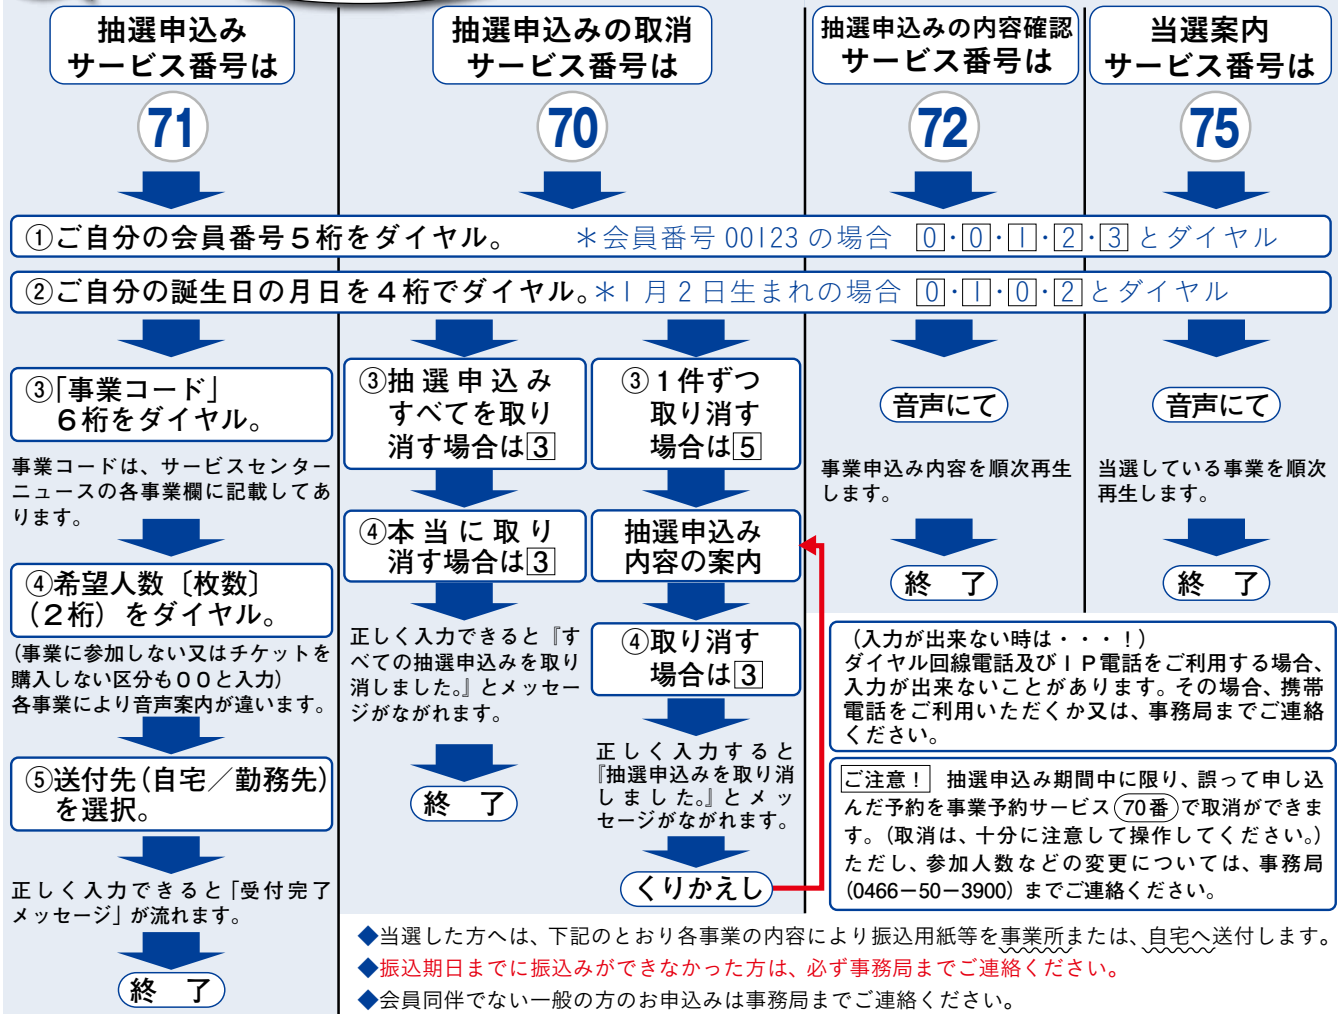 抽選申込み
サービス番号は
71
抽選申込みの取消
サービス番号は
70
抽選申込みの内容確認
サービス番号は
72
当選案内
サービス番号は
75
①ご自分の会員番号5桁をダイヤル。 ＊会員番号00123の場合 0・0・1・2・3とダイヤル
②ご自分の誕生日の月日を4桁でダイヤル。＊1月2日生まれの場合 0・1・0・2とダイヤル
③「事業コード」
6桁をダイヤル。
事業コードは、サービスセンター
ニュースの各事業欄に記載してあ
ります。
④希望人数〔枚数〕
（2桁）をダイヤル。
(事業に参加しない又はチケットを
購入しない区分も00と入力)
各事業により音声案内が違います。
⑤送付先(自宅／勤務先)
を選択。
正しく入力できると「受付完了
メッセージ」が流れます。
終 了
③抽選申込み
すべてを取り
消す場合は3
④本当に取り
消す場合は3
正しく入力できると『す
べての抽選申込みを取り
消しました。』とメッセー
ジがながれます。
終 了
③1件ずつ
取り消す
場合は5
抽選申込み
内容の案内
④取り消す
場合は3
正しく入力すると
『抽選申込みを取り消
しました。』とメッ
セージがながれます。
くりかえし
音声にて
事業申込み内容を順次再生
します。
終 了
音声にて
当選している事業を順次
再生します。
終 了
(入力が出来ない時は・・・！)
ダイヤル回線電話及びIP電話をご利用する場合、
入力が出来ないことがあります。その場合、携帯
電話をご利用いただくか又は、事務局までご連絡
ください。
ご注意！ 抽選申込み期間中に限り、誤って申し込
んだ予約を事業予約サービス(70番)で取消ができま
す。(取消は、十分に注意して操作してください。)
ただし、参加人数などの変更については、事務局
(0466－50－3900) までご連絡ください。
◆当選した方へは、下記のとおり各事業の内容により振込用紙等を事業所または、自宅へ送付します。
◆振込期日までに振込みができなかった方は、必ず事務局までご連絡ください。
◆会員同伴でない一般の方のお申込みは事務局までご連絡ください。